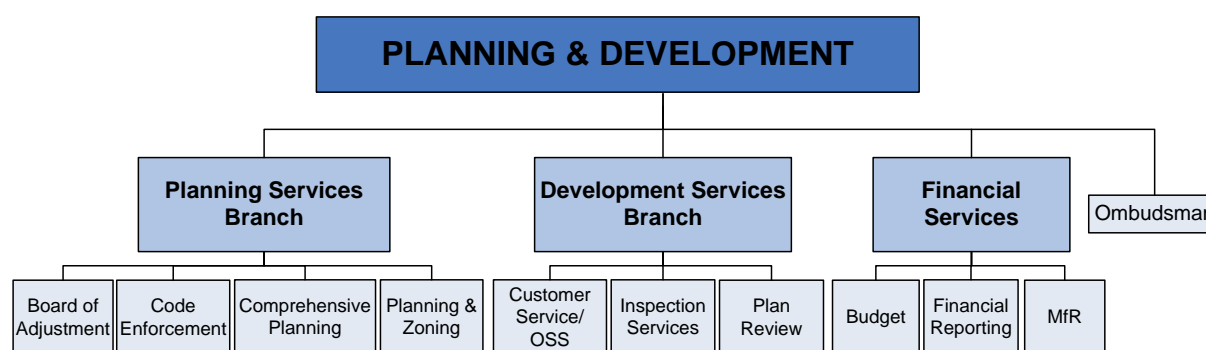 PLANNING & DEVELOPMENT
Planning Services
Branch
Development Services
Branch
Financial
Services
Ombudsman
Board of
Adjustment
Code
Enforcement
Comprehensive
Planning
Planning &
Zoning
Customer
Service/
OSS
Inspection
Services
Plan
Review
Budget
Financial
Reporting
MfR